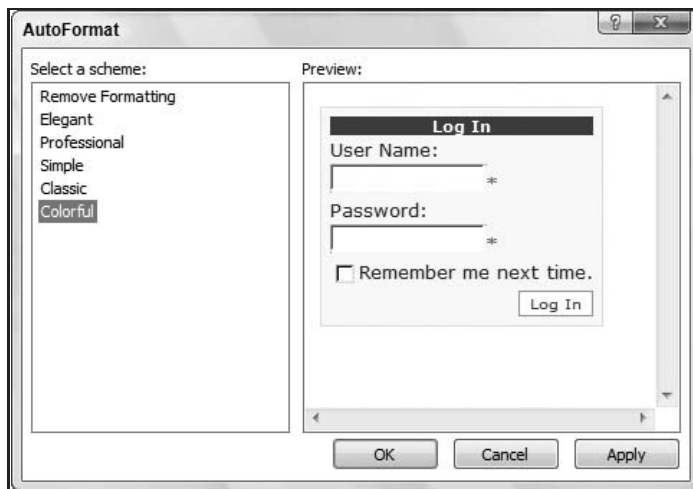 AutoFormat
?
X
Select a scheme:
Remove Formatting
Elegant
Professional
Simple
Classic
Colorful
Preview:
Log In
User Name:
*
Password:
*
Remember me next time.
Log In
OK
Cancel
Apply